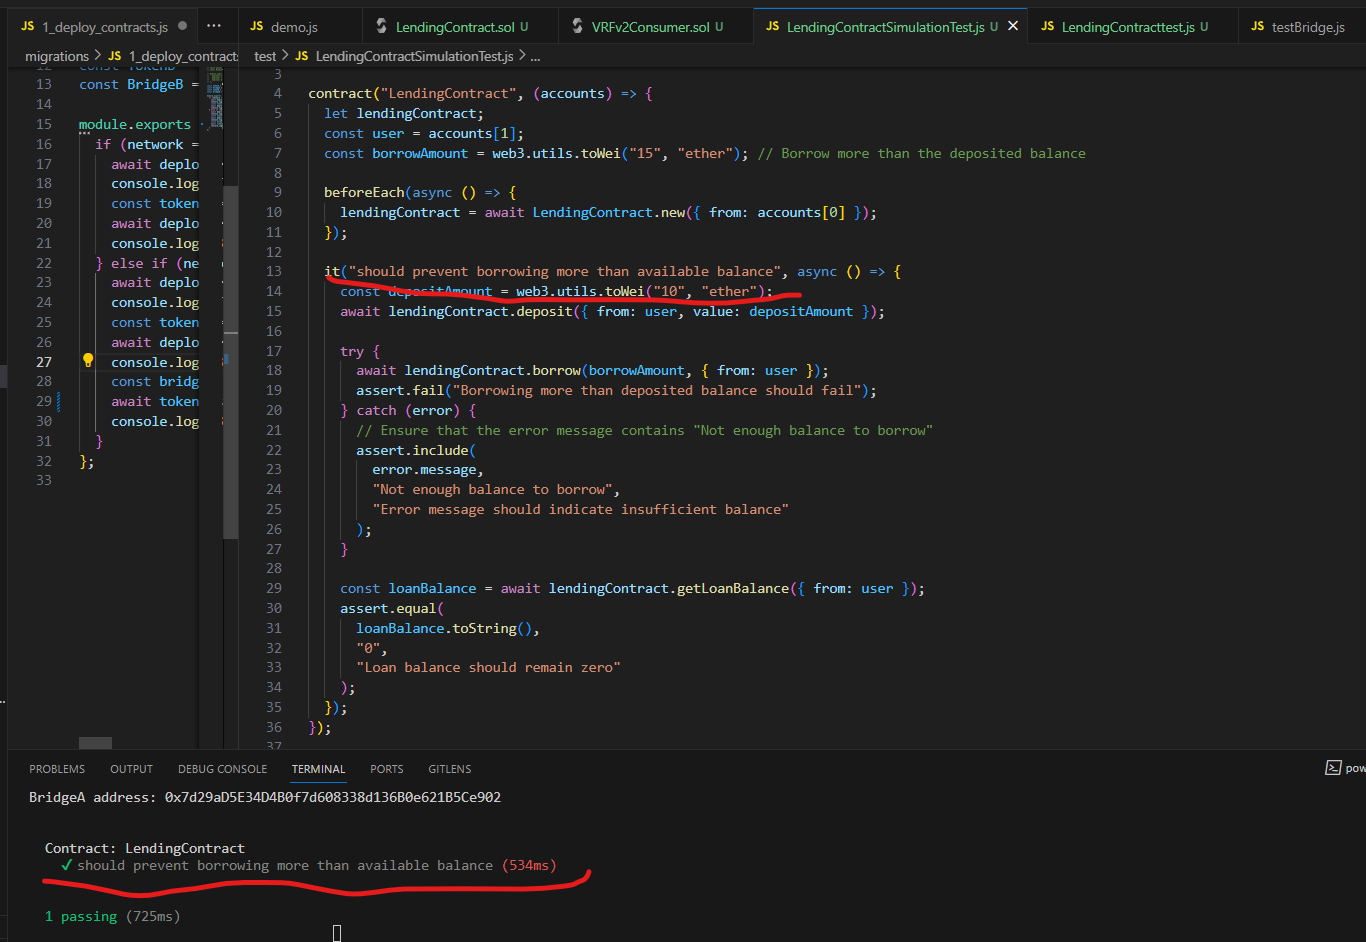 JS 1_deploy_contracts.js ● ···
JS demo.js
LendingContract.sol U
VRFv2Consumer.sol U
JS LendingContractSimulationTest.js U ✕
JS LendingContracttest.js U
JS testBridge.js
migrations > JS 1_deploy_contracts
13 const BridgeB =
14
15 module.exports
16 if (network =
17 await deplo
18 console.log
19 const token
20 await deplo
21 console.log
22 } else if (ne
23 await deplo
24 console.log
25 const token
26 await deplo
27 console.log
28 const bridg
29 await token
30 console.log
31 }
32 };
33
test > JS LendingContractSimulationTest.js > ...
3
4 contract("LendingContract", (accounts) => {
5 let lendingContract;
6 const user = accounts[1];
7 const borrowAmount = web3.utils.toWei("15", "ether"); // Borrow more than the deposited balance
8
9 beforeEach(async () => {
10 lendingContract = await LendingContract.new({ from: accounts[0] });
11 });
12
13 it("should prevent borrowing more than available balance", async () => {
14 const depositAmount = web3.utils.toWei("10", "ether");
15 await lendingContract.deposit({ from: user, value: depositAmount });
16
17 try {
18 await lendingContract.borrow(borrowAmount, { from: user });
19 assert.fail("Borrowing more than deposited balance should fail");
20 } catch (error) {
21 // Ensure that the error message contains "Not enough balance to borrow"
22 assert.include(
23 error.message,
24 "Not enough balance to borrow",
25 "Error message should indicate insufficient balance"
26 );
27 }
28
29 const loanBalance = await lendingContract.getLoanBalance({ from: user });
30 assert.equal(
31 loanBalance.toString(),
32 "0",
33 "Loan balance should remain zero"
34 );
35 });
36 });
37
PROBLEMS OUTPUT DEBUG CONSOLE TERMINAL PORTS GITLENS
pow
BridgeA address: 0x7d29aD5E34D4B0f7d608338d136B0e621B5Ce902
Contract: LendingContract
✓ should prevent borrowing more than available balance (534ms)
1 passing (725ms)